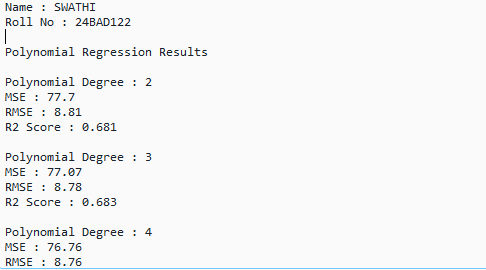 Name : SWATHI
Roll No : 24BAD122
Polynomial Regression Results
Polynomial Degree : 2
MSE : 77.7
RMSE : 8.81
R2 Score : 0.681
Polynomial Degree : 3
MSE : 77.07
RMSE : 8.78
R2 Score : 0.683
Polynomial Degree : 4
MSE : 76.76
RMSE : 8.76